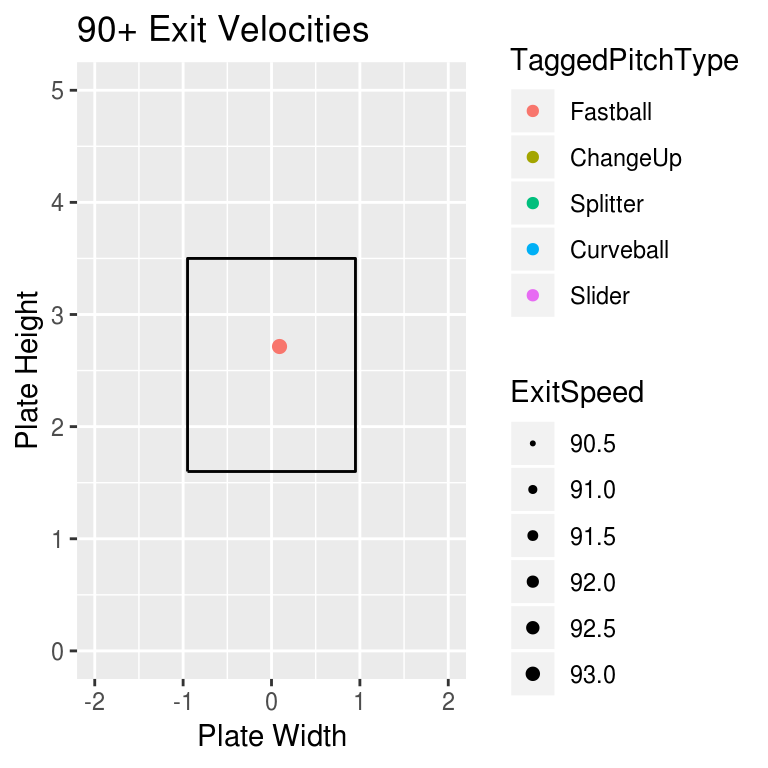 90+ Exit Velocities
5
4
3
2
1
0
Plate Height
-2 -1 0 1 2
Plate Width
TaggedPitchType
Fastball
ChangeUp
Splitter
Curveball
Slider
ExitSpeed
90.5
91.0
91.5
92.0
92.5
93.0